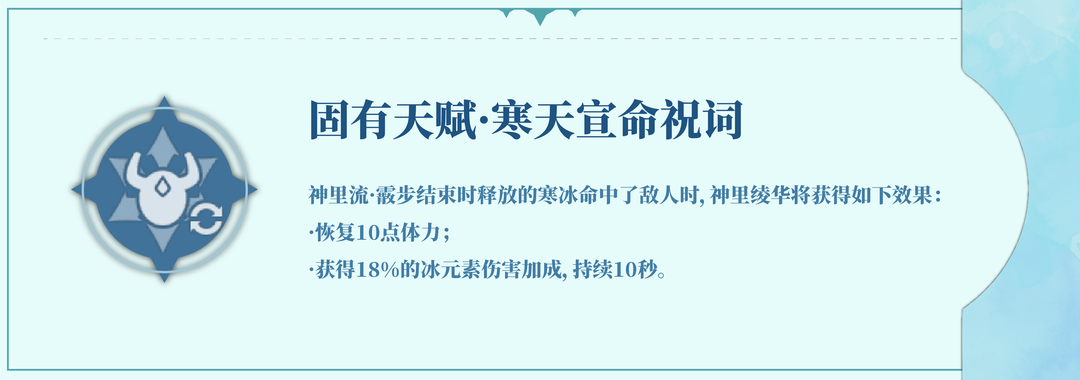 固有天赋·寒天宣命祝词
神里流·霰步结束时释放的寒冰命中了敌人时, 神里绫华将获得如下效果:
·恢复10点体力;
·获得18%的冰元素伤害加成, 持续10秒。